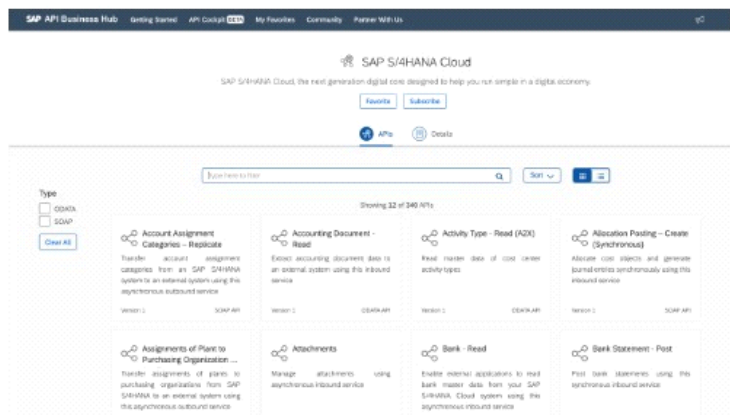 SAP API Business Hub Getting Started API Cockpit BETA My Favorites Community Partner With Us
SAP S/4HANA Cloud
SAP S/4HANA Cloud, the next generation digital core designed to help you run simple in a digital economy.
Favorite Subscribe
APIs Details
Type here to filter
Sort
Type
ODATA
SOAP
Clear All
Showing 12 of 340 APIs
Account Assignment
Categories – Replicate
Transfer account assignment
categories from an SAP S/4HANA
system to an external system using this
asynchronous outbound service
Version 1 SOAP API
Accounting Document -
Read
Extract accounting document data to
an external system using this inbound
service
Version 1 ODATA API
Activity Type - Read (A2X)
Read master data of cost center
activity types
Version 1 ODATA API
Allocation Posting – Create
(Synchronous)
Allocate cost objects and generate
journal entries synchronously using this
inbound service
Version 1 SOAP API
Assignments of Plant to
Purchasing Organization ...
Transfer assignments of plants to
purchasing organizations from SAP
S/4HANA to an external system using
this asynchronous outbound service
Attachments
Manage attachments using
asynchronous inbound service
Bank - Read
Enable external applications to read
bank master data from your SAP
S/4HANA Cloud system using this
asynchronous inbound service
Bank Statement - Post
Post bank statements using this
synchronous inbound service